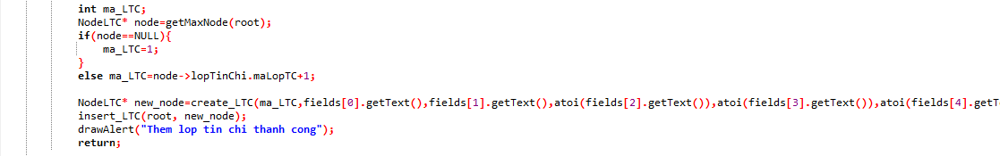 int ma_LTC;
NodeLTC* node=getMaxNode(root);
if(node==NULL){
ma_LTC=1;
}
else ma_LTC=node->lopTinChi.maLopTC+1;
NodeLTC* new_node=create_LTC(ma_LTC,fields[0].getText(),fields[1].getText(),atoi(fields[2].getText()),atoi(fields[3].getText()),atoi(fields[4].getT
insert_LTC(root, new_node);
drawAlert("Them lop tin chi thanh cong");
return;